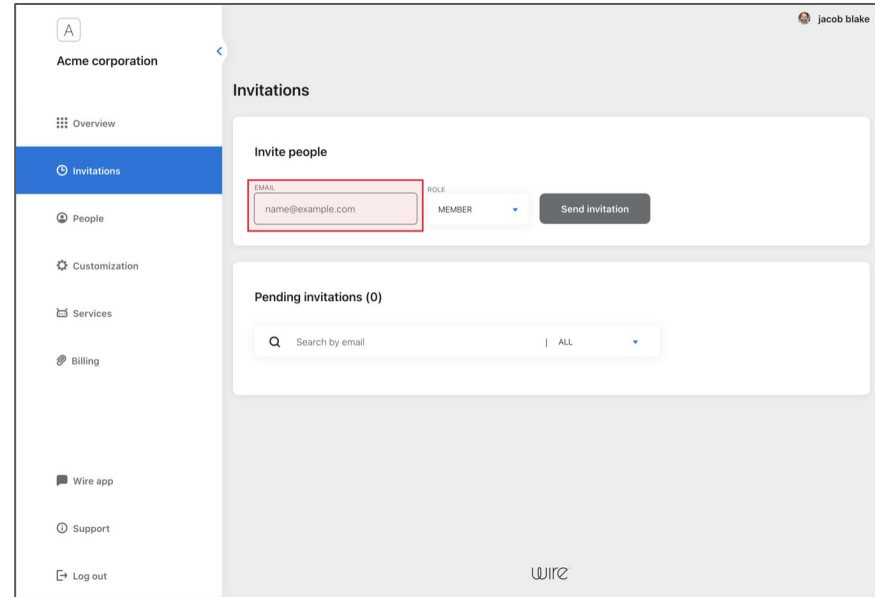 A
Acme corporation
jacob blake
Overview
Invitations
People
Customization
Services
Billing
Wire app
Support
Log out
Invitations
Invite people
EMAIL
name@example.com
ROLE
MEMBER
Send invitation
Pending invitations (0)
Search by email
| ALL
wire